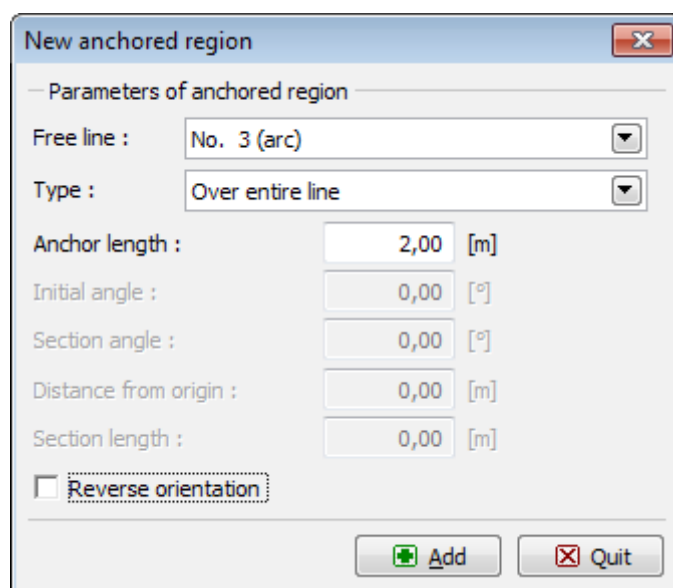 New anchored region
Parameters of anchored region
Free line : No. 3 (arc)
Type : Over entire line
Anchor length : 2,00 [m]
Initial angle : 0,00 [°]
Section angle : 0,00 [°]
Distance from origin : 0,00 [m]
Section length : 0,00 [m]
Reverse orientation
Add Quit